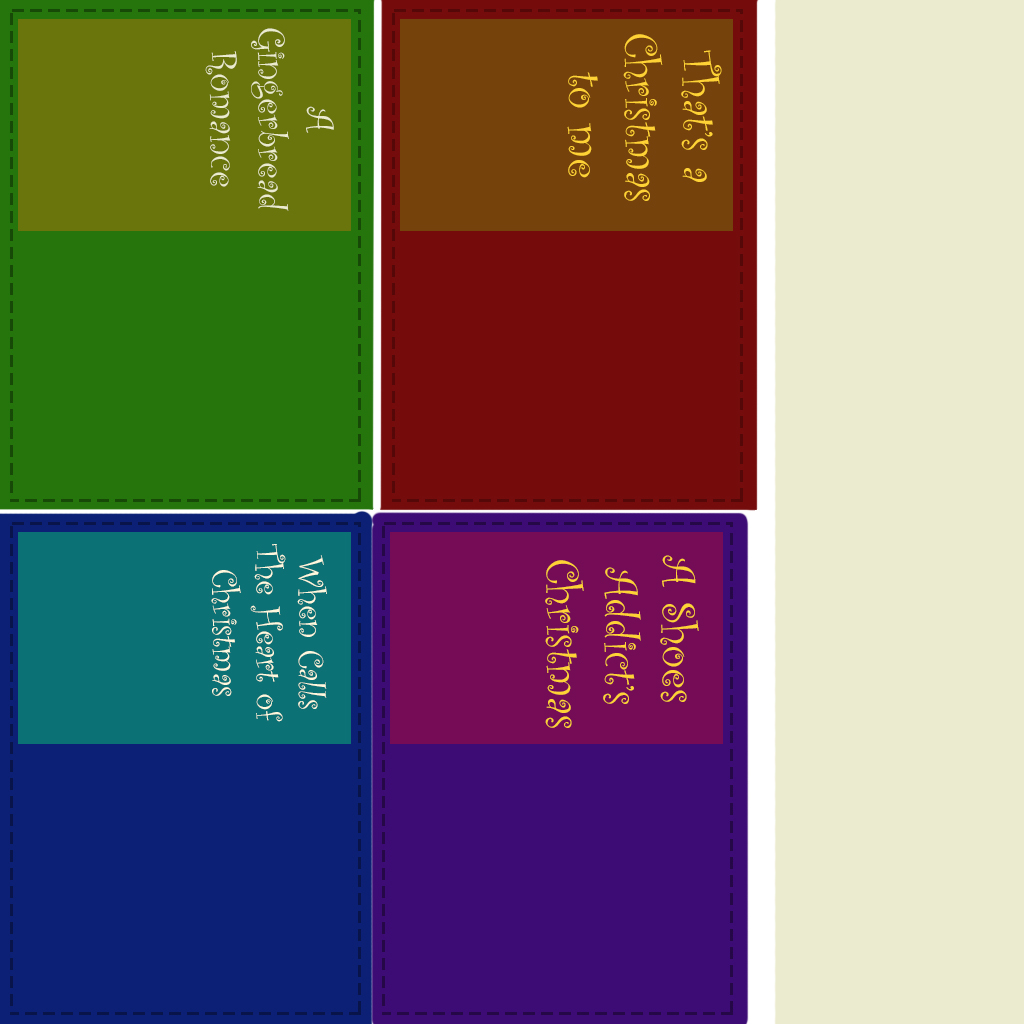 A
Gingerbread
Romance
That's a
Christmas
to me
When Calls
The Heart of
Christmas
A Shoes
Addict's
Christmas